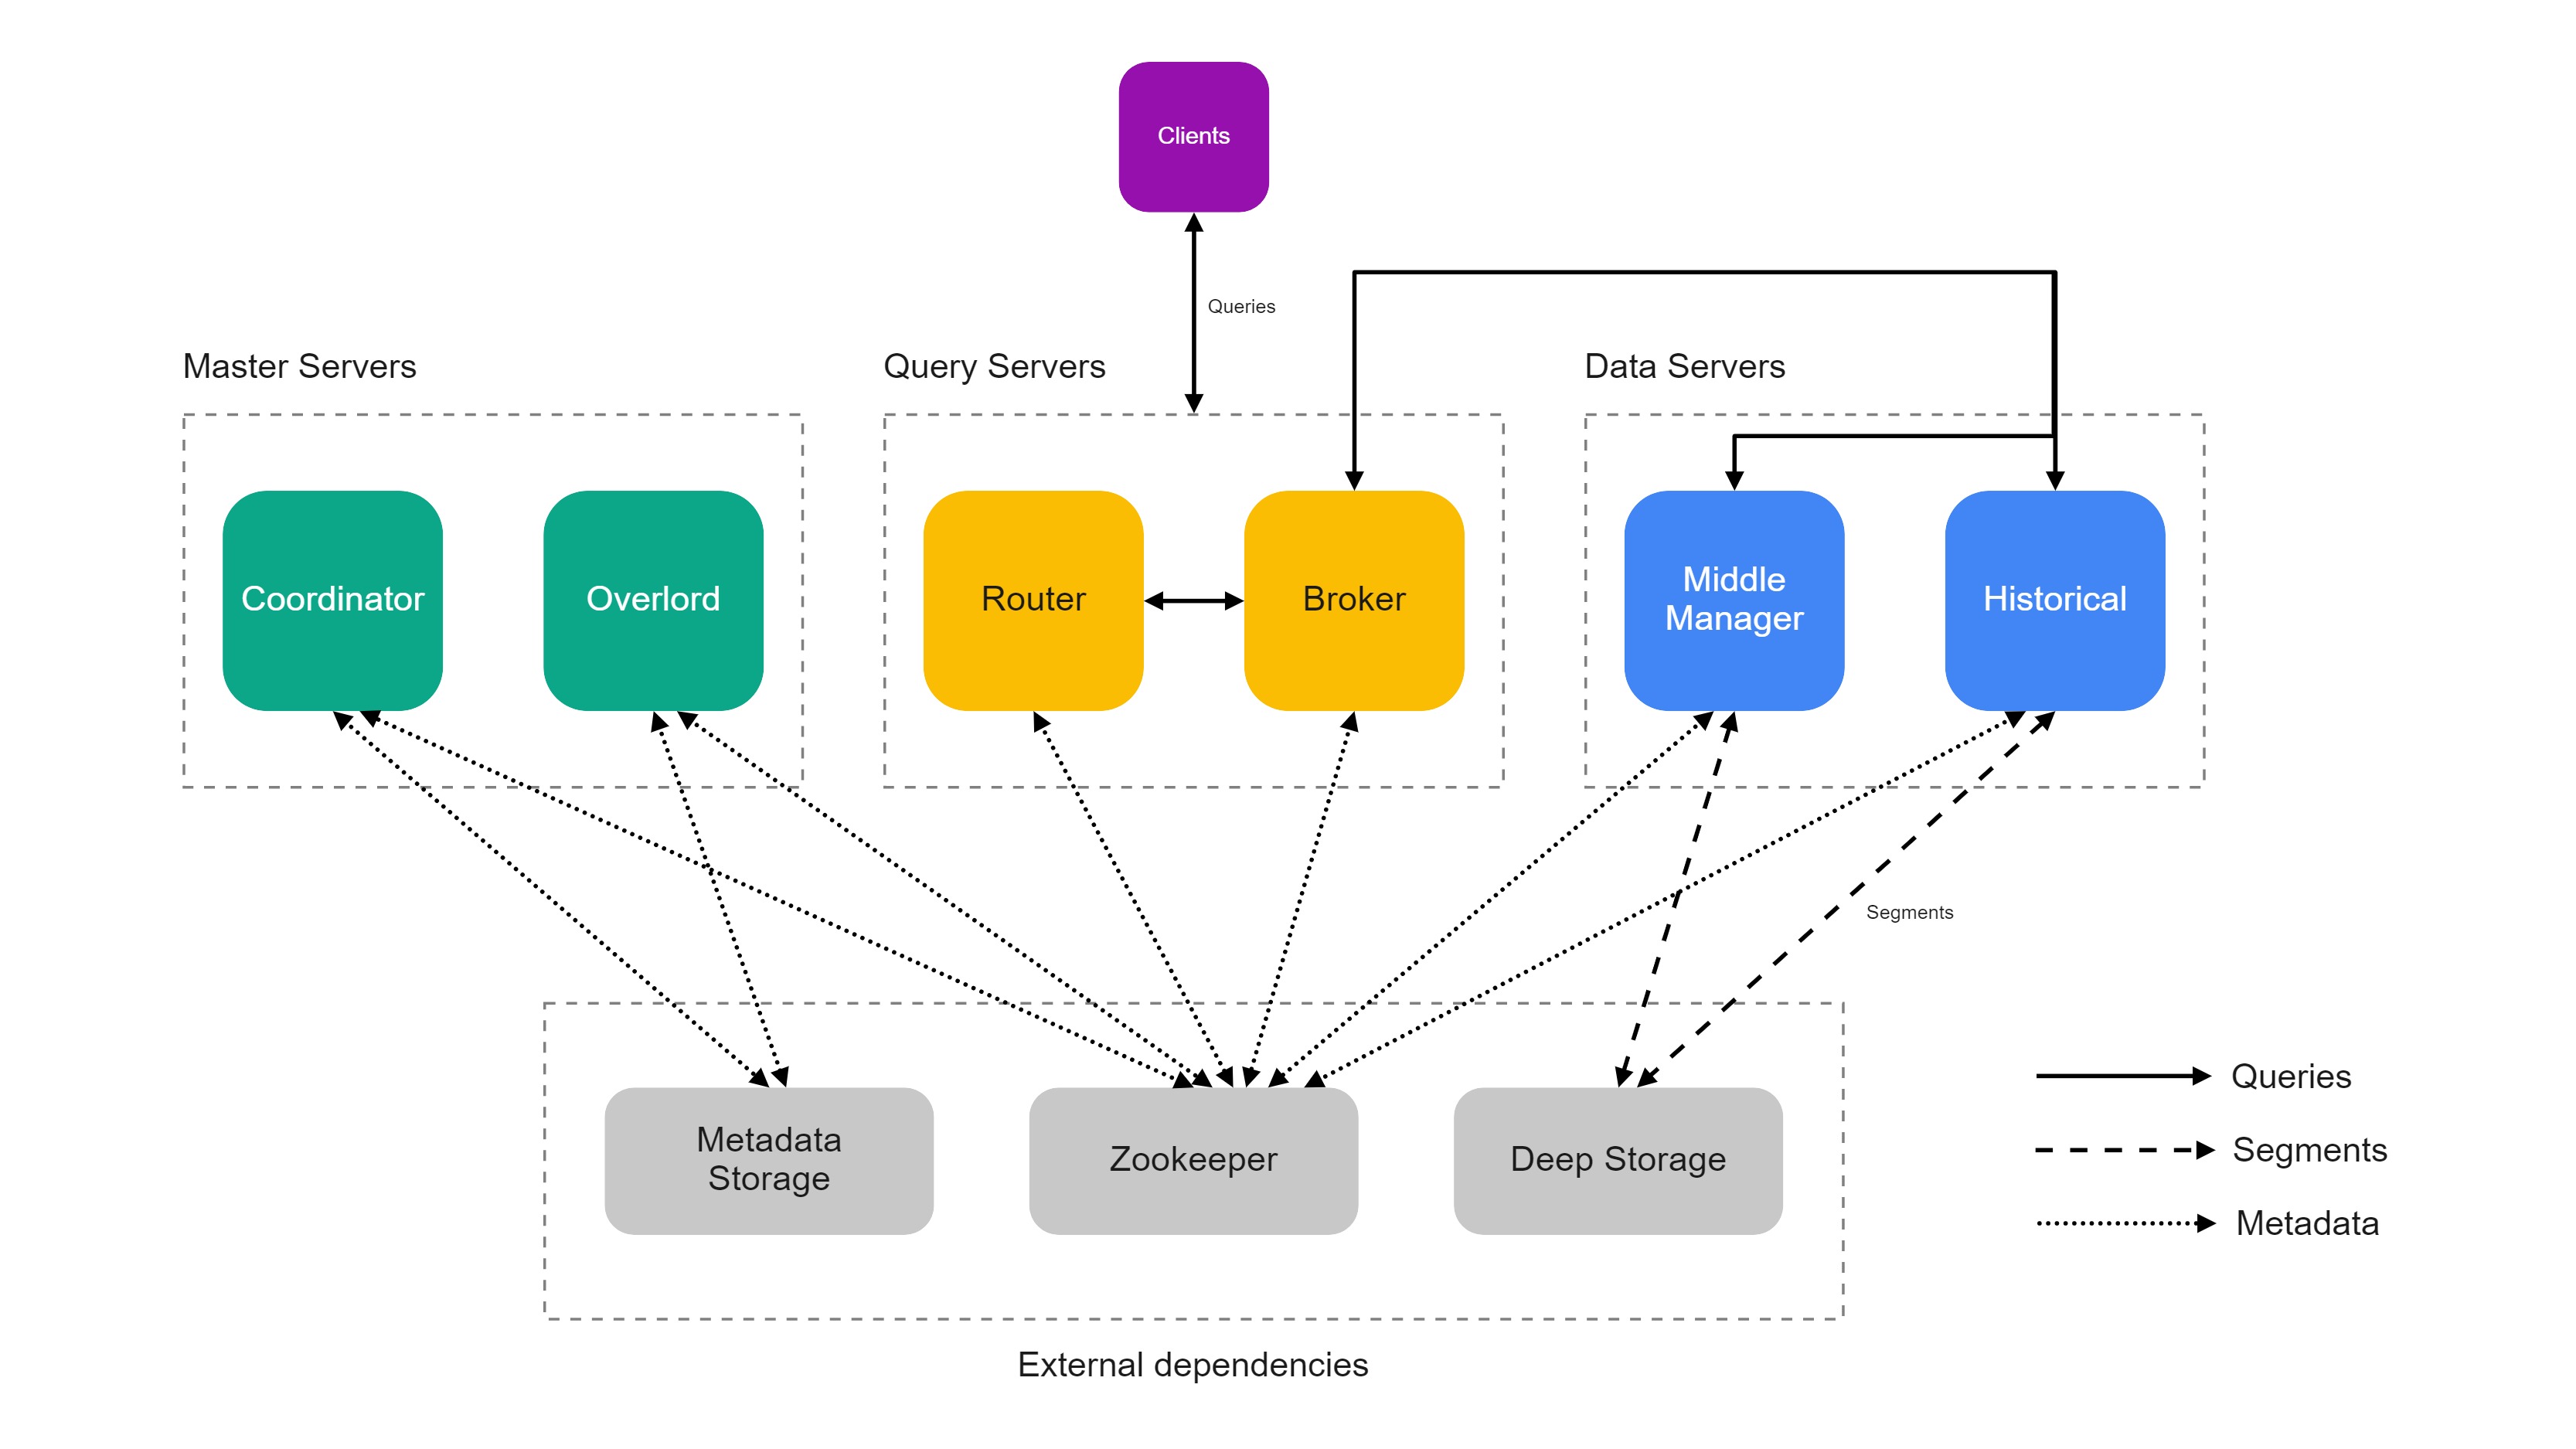 Clients
Queries
Master Servers
Query Servers
Data Servers
Coordinator
Overlord
Router
Broker
Middle
Manager
Historical
Segments
Metadata
Storage
Zookeeper
Deep Storage
Queries
Segments
Metadata
External dependencies